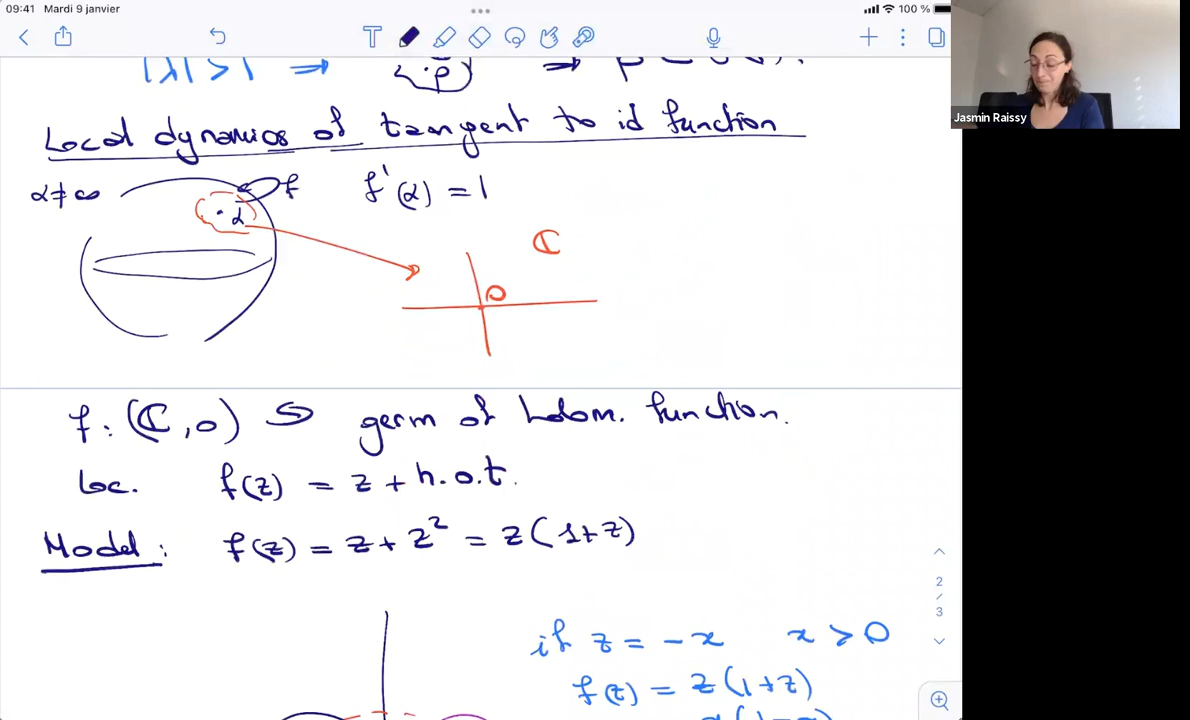 09:41 Mardi 9 janvier
100 %
|λ| > 1 ⇒
Local dynamics of tangent to id function
α ≠ ∞ f f'(α) = 1
α
ℂ
0
f : (ℂ, 0) germ of holom. function.
Loc. f(z) = z + h.o.t.
Model : f(z) = z + z² = z(1+z)
if z = -x x > 0
f(z) = z(1+z)
2
/
3
Jasmin Raissy